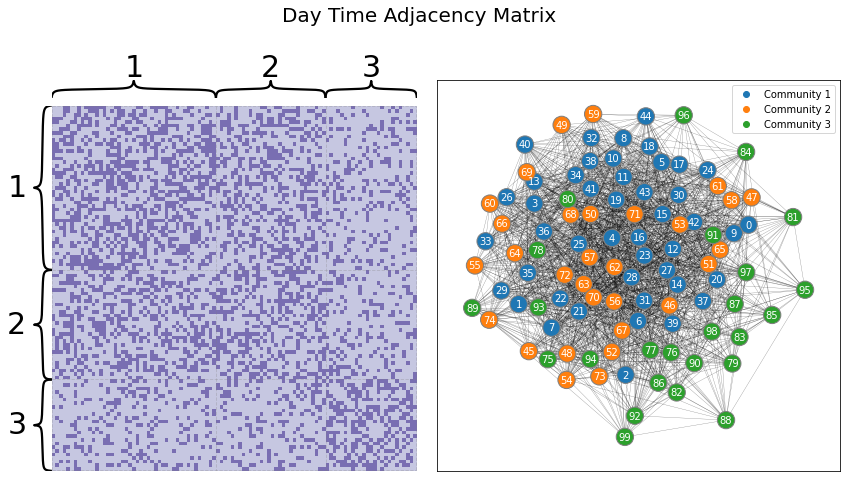 Day Time Adjacency Matrix
1 2 3
1
2
3
Community 1
Community 2
Community 3
59 44 96
49
32 8
40 18 84
38 10 5 17
69 34 24
13 11 61
41 43 30
26 80 19 58 47
60 3
68 50 71 15 81
66 53 42 0
36 4 16 91 9
33 25
64 78 23 12 65
55 57 62 27 51
35 72 28 97
63 14 20
29 22 70 95
89 1 93 21 56 31 46 37 87
74 7 6 39 85
67 98 83
45 48 52 77 76
75 94 90 79
54 73 2 86
82
92 88
99